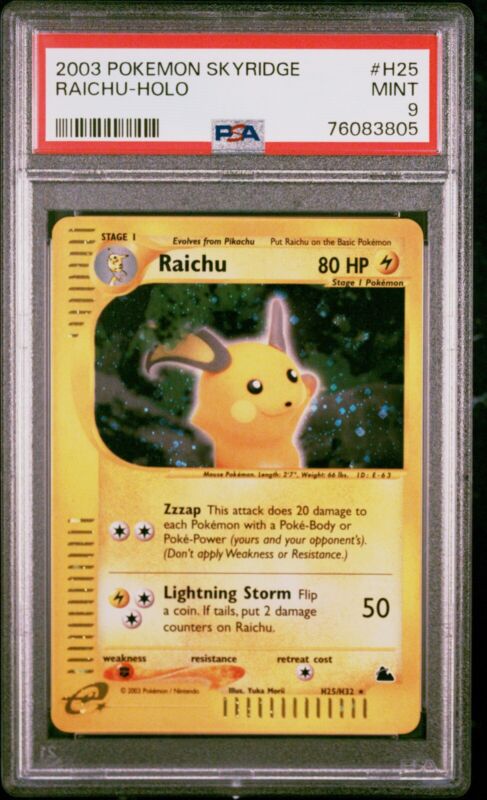 2003 POKEMON SKYRIDGE #H25
RAICHU-HOLO MINT
9
PSA 76083805
STAGE 1 Evolves from Pikachu Put Raichu on the Basic Pokémon
Raichu 80 HP
Stage 1 Pokémon
Mouse Pokémon. Length: 2'7", Weight: 66 lbs. ID: E-63
Zzzap This attack does 20 damage to
each Pokémon with a Poké-Body or
Poké-Power (yours and your opponent's).
(Don't apply Weakness or Resistance.)
Lightning Storm Flip
a coin. If tails, put 2 damage
counters on Raichu.
50
weakness resistance retreat cost
e
© 2003 Pokémon / Nintendo Illus. Yuka Morii H25/H32 ★